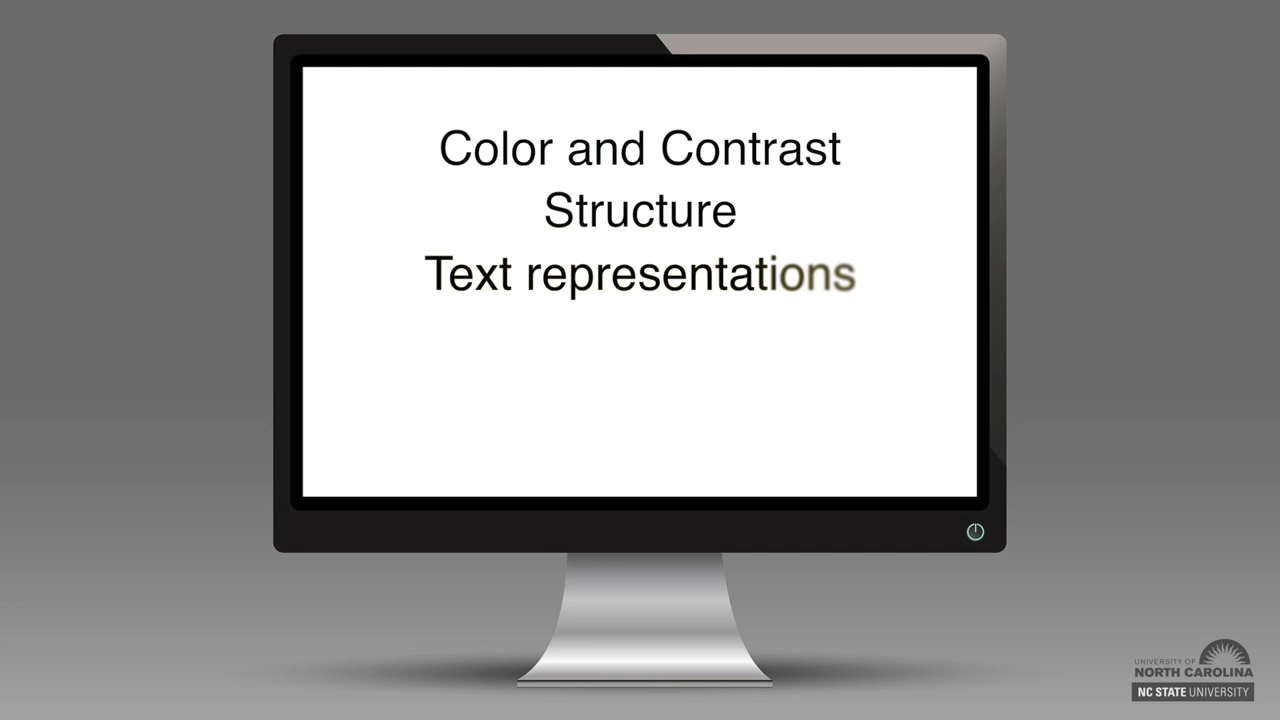 Color and Contrast
Structure
Text representations
UNIVERSITY OF
NORTH CAROLINA
NC STATE UNIVERSITY